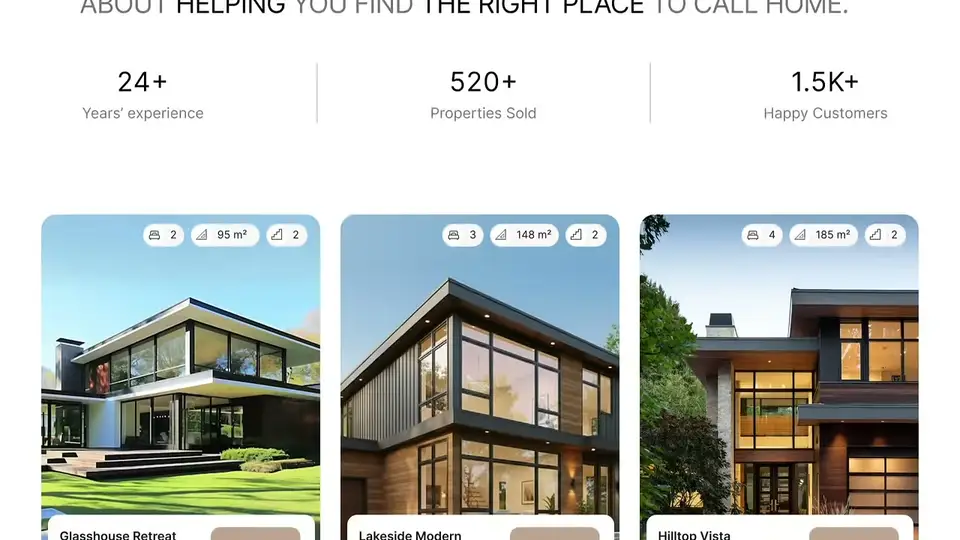 ABOUT HELPING YOU FIND THE RIGHT PLACE TO CALL HOME.
24+
Years’ experience
520+
Properties Sold
1.5K+
Happy Customers
2 95 m² 2
3 148 m² 2
4 185 m² 2
Glasshouse Retreat
Lakeside Modern
Hilltop Vista